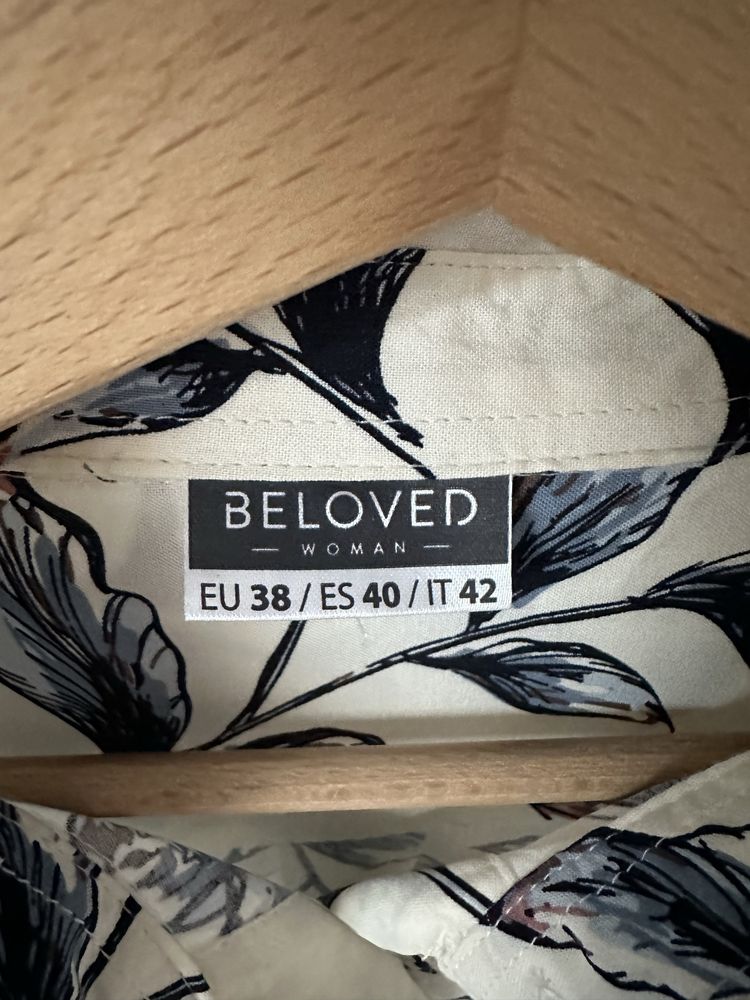 BELOVED
— WOMAN —
EU 38 / ES 40 / IT 42